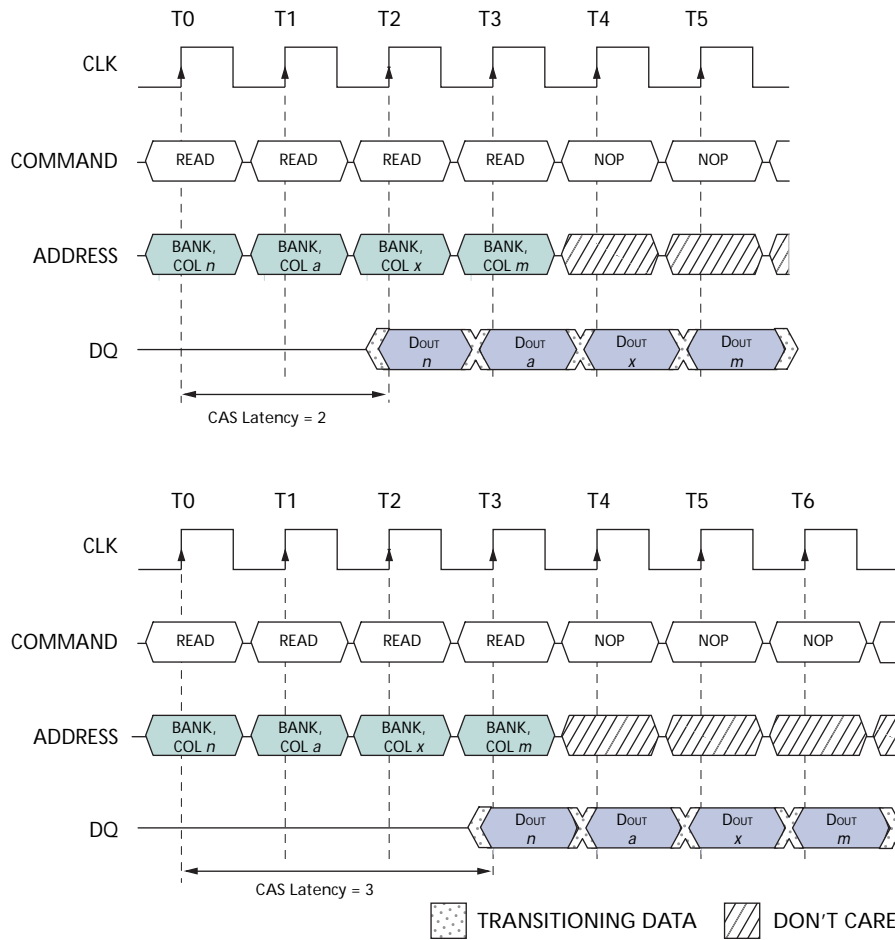 T0 T1 T2 T3 T4 T5
CLK
COMMAND READ READ READ READ NOP NOP
ADDRESS BANK, COL n BANK, COL a BANK, COL x BANK, COL m
DQ DOUT n DOUT a DOUT x DOUT m
CAS Latency = 2
T0 T1 T2 T3 T4 T5 T6
CLK
COMMAND READ READ READ READ NOP NOP NOP
ADDRESS BANK, COL n BANK, COL a BANK, COL x BANK, COL m
DQ DOUT n DOUT a DOUT x DOUT m
CAS Latency = 3
TRANSITIONING DATA DON'T CARE